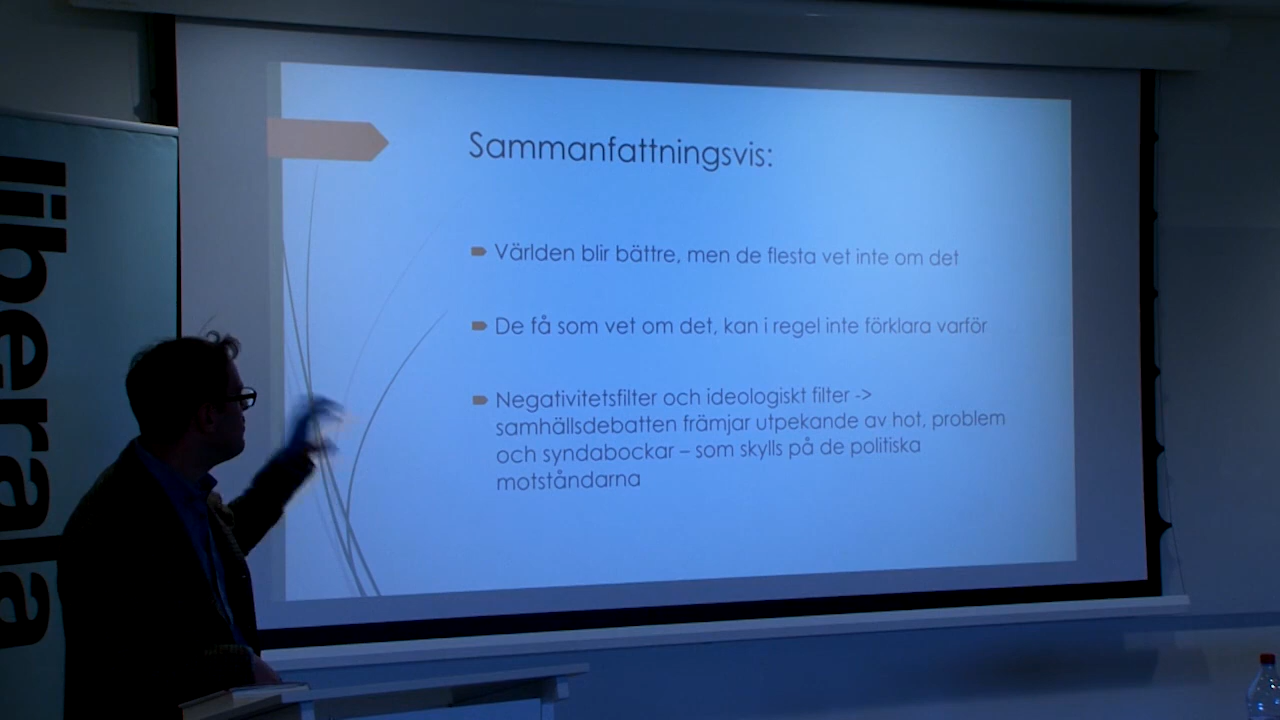 liberala
Sammanfattningsvis:
Världen blir bättre, men de flesta vet inte om det
De få som vet om det, kan i regel inte förklara varför
Negativitetsfilter och ideologiskt filter ->
samhällsdebatten främjar utpekande av hot, problem
och syndabockar – som skylls på de politiska
motståndarna